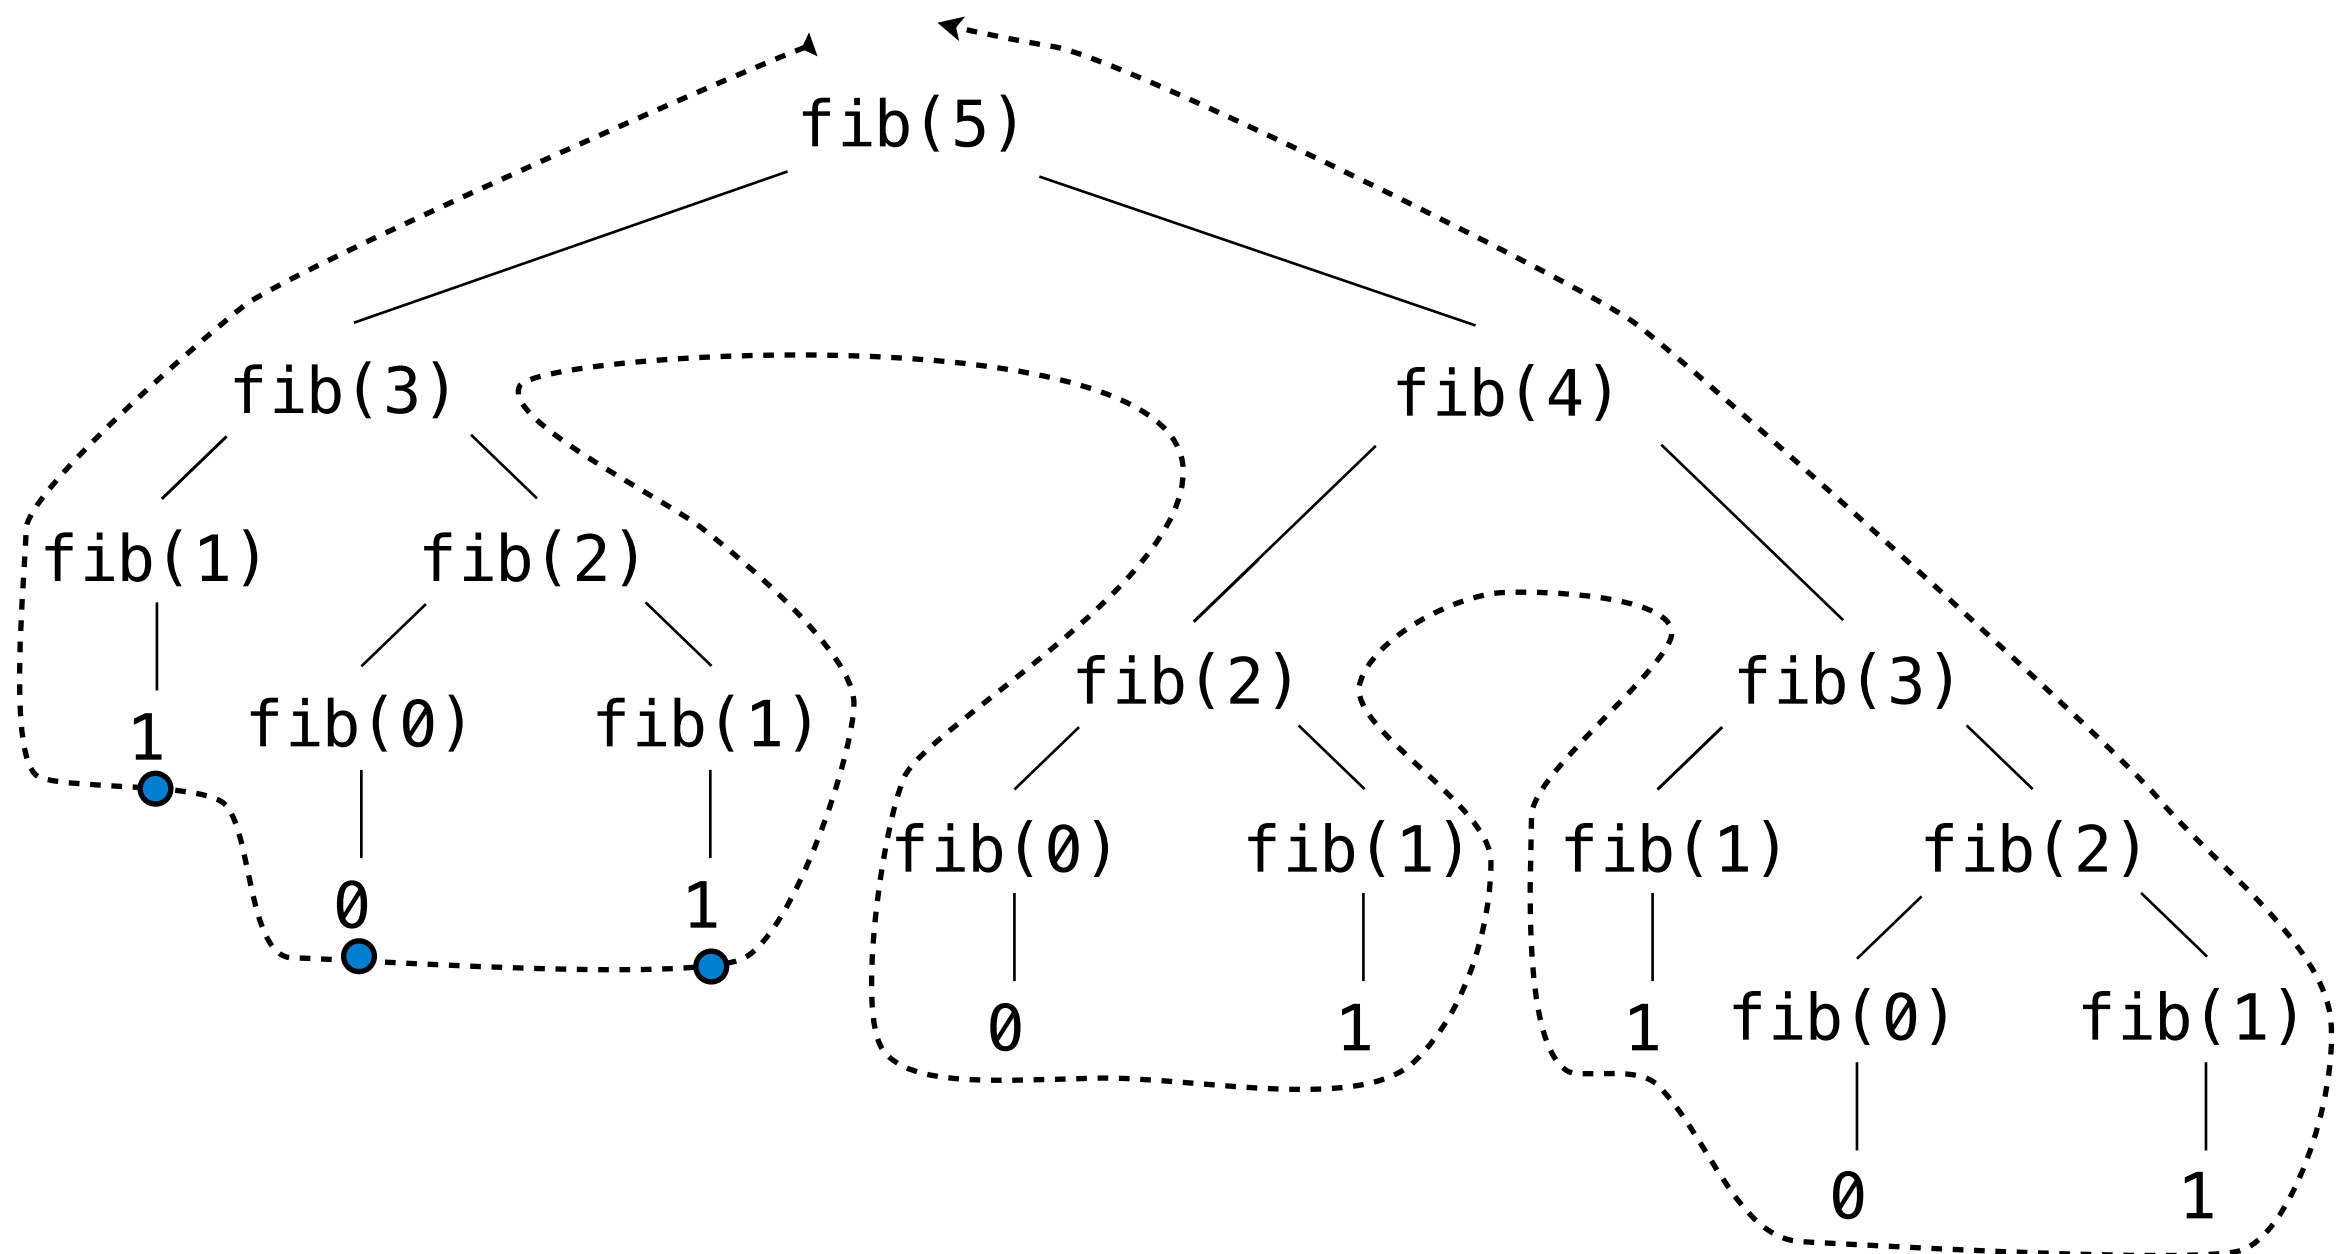 fib(5)
fib(3) fib(4)
fib(1) fib(2)
fib(2) fib(3)
1 fib(0) fib(1)
fib(0) fib(1) fib(1) fib(2)
0 1
0 1 1 fib(0) fib(1)
0 1